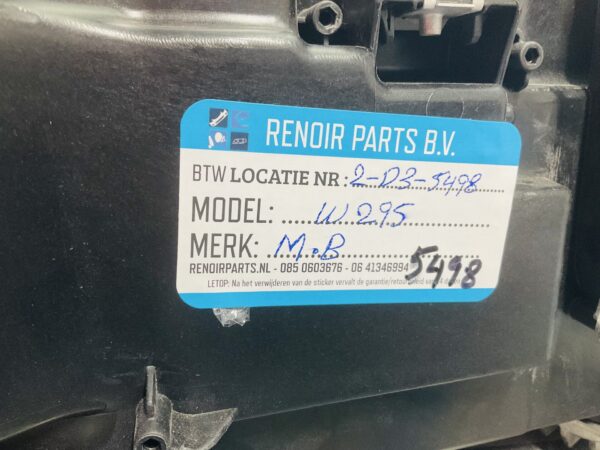 RENOIR PARTS B.V.
BTW LOCATIE NR : 2-D3-5498
MODEL: W295
MERK: M.B
RENOIRPARTS.NL - 085 0603676 - 06 41346994
5498
LETOP: Na het verwijderen van de sticker vervalt de garantie/retour